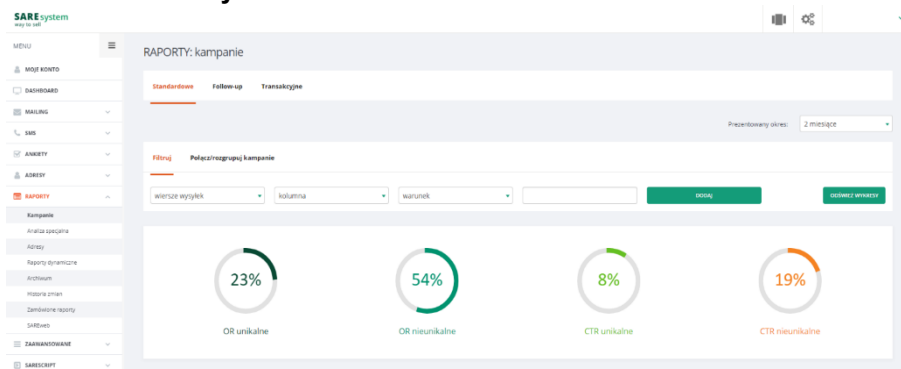 SARE system
way to sell
MENU
MOJE KONTO
DASHBOARD
MAILING
SMS
ANKIETY
ADRESY
RAPORTY
Kampanie
Analiza specjalna
Adresy
Raporty dynamiczne
Archiwum
Historia zmian
Zamówione raporty
SAREweb
ZAAWANSOWANE
SARESCRIPT
RAPORTY: kampanie
Standardowe Follow-up Transakcyjne
Prezentowany okres: 2 miesiące
Filtruj Połącz/rozgrupuj kampanie
wiersze wysyłek kolumna warunek DODAJ ODŚWIEŻ WYKRESY
23% 54% 8% 19%
OR unikalne OR nieunikalne CTR unikalne CTR nieunikalne